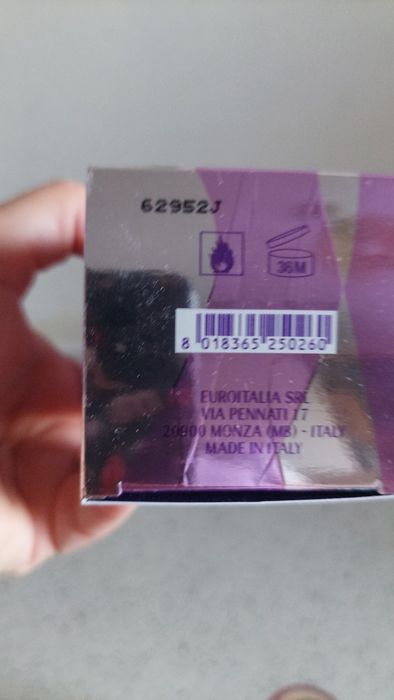 62952J
36M
8 018365 250260
EUROITALIA SRL
VIA PENNATI 17
20900 MONZA (MB) - ITALY
MADE IN ITALY